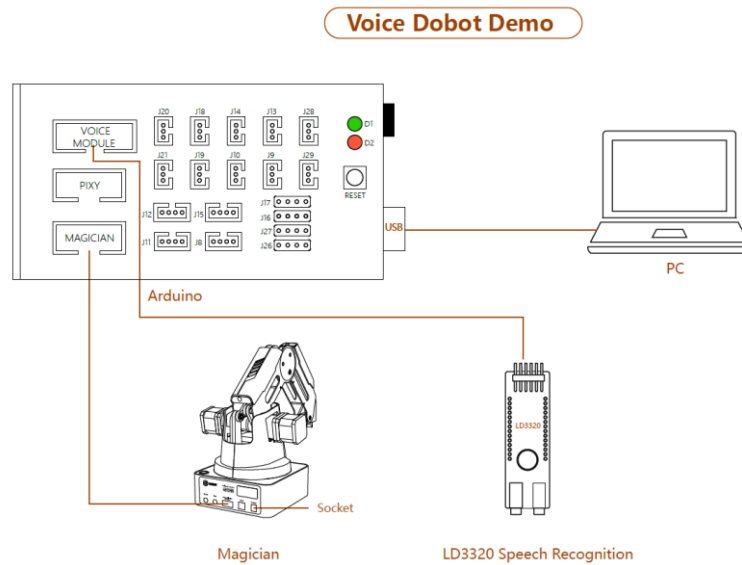 Voice Dobot Demo
J20 J18 J14 J13 J28
VOICE
MODULE
D1
D2
J21 J19 J10 J9 J29
PIXY
RESET
J17
J12 J15
J16
USB
MAGICIAN
J27
J11 J8
J26
PC
Arduino
LD3320
Socket
Magician
LD3320 Speech Recognition